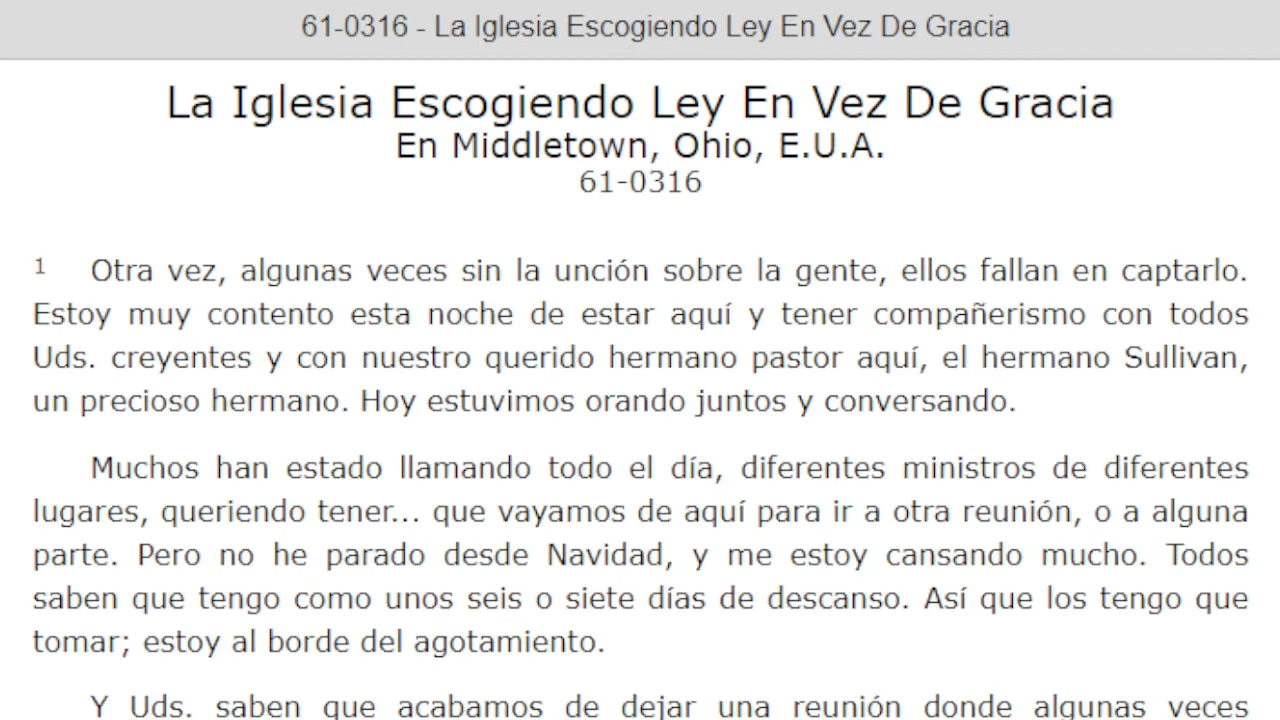 61-0316 - La Iglesia Escogiendo Ley En Vez De Gracia
La Iglesia Escogiendo Ley En Vez De Gracia
En Middletown, Ohio, E.U.A.
61-0316
1 Otra vez, algunas veces sin la unción sobre la gente, ellos fallan en captarlo.
Estoy muy contento esta noche de estar aquí y tener compañerismo con todos
Uds. creyentes y con nuestro querido hermano pastor aquí, el hermano Sullivan,
un precioso hermano. Hoy estuvimos orando juntos y conversando.
Muchos han estado llamando todo el día, diferentes ministros de diferentes
lugares, queriendo tener... que vayamos de aquí para ir a otra reunión, o a alguna
parte. Pero no he parado desde Navidad, y me estoy cansando mucho. Todos
saben que tengo como unos seis o siete días de descanso. Así que los tengo que
tomar; estoy al borde del agotamiento.
Y Uds. saben que acabamos de dejar una reunión donde algunas veces